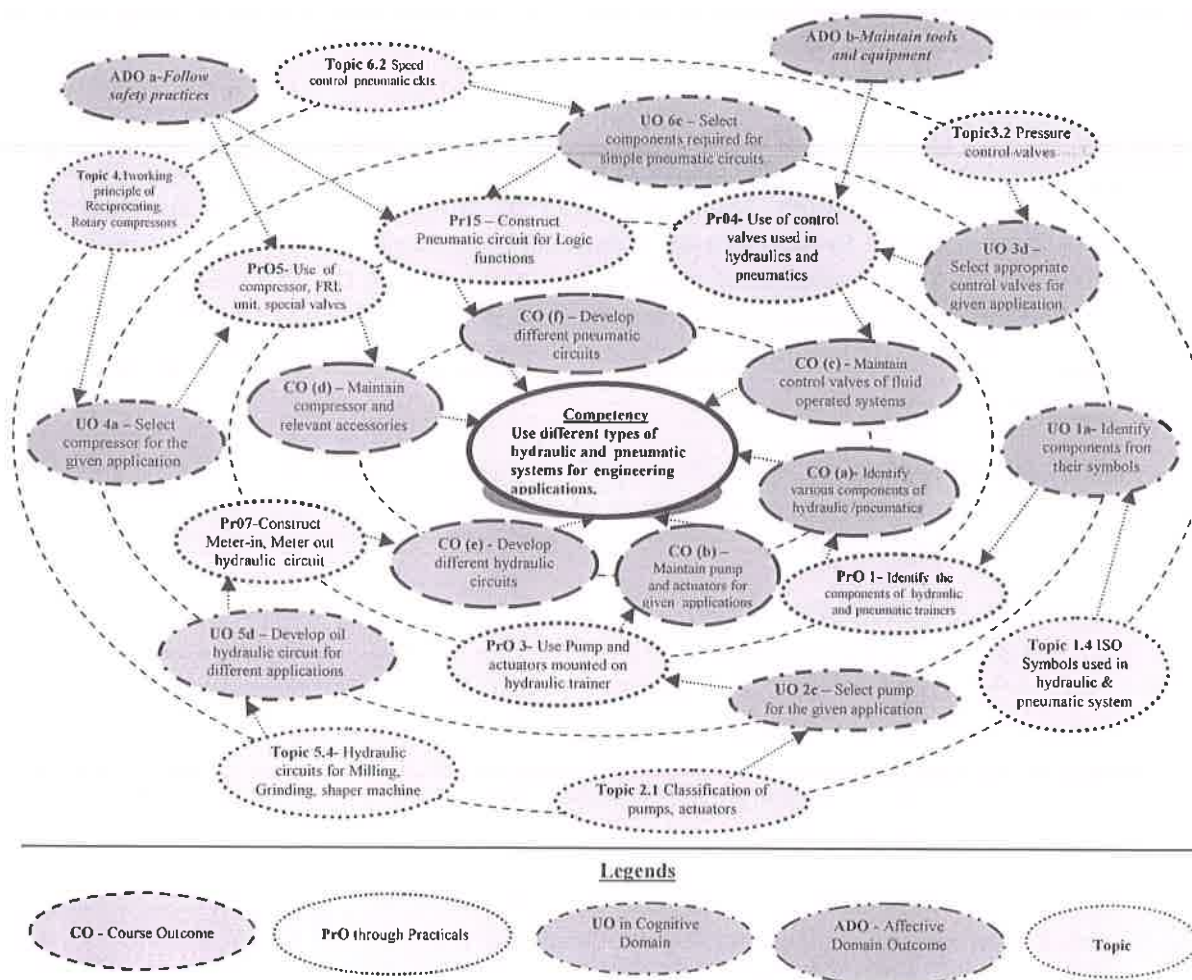 ADO b-Maintain tools
and equipment
ADO a-Follow
safety practices
Topic 6.2 Speed
control pneumatic ckts.
UO 6c – Select
components required for
simple pneumatic circuits
Topic3.2 Pressure
control valves
Topic 4.1working
principle of
Reciprocating,
Rotary compressors
Pr15 – Construct
Pneumatic circuit for Logic
functions
Pr04- Use of control
valves used in
hydraulics and
pneumatics
UO 3d –
Select appropriate
control valves for
given application
PrO5- Use of
compressor, FRL
unit, special valves
CO (f) – Develop
different pneumatic
circuits
CO (d) – Maintain
compressor and
relevant accessories
CO (c) - Maintain
control valves of fluid
operated systems
UO 4a – Select
compressor for the
given application
Competency
Use different types of
hydraulic and pneumatic
systems for engineering
applications.
UO 1a- Identify
components from
their symbols
CO (a)- Identify
various components of
hydraulic /pneumatics
Pr07-Construct
Meter-in, Meter out
hydraulic circuit
CO (e) - Develop
different hydraulic
circuits
CO (b) –
Maintain pump
and actuators for
given applications
PrO 1- Identify the
components of hydraulic
and pneumatic trainers
UO 5d – Develop oil
hydraulic circuit for
different applications
PrO 3- Use Pump and
actuators mounted on
hydraulic trainer
UO 2c – Select pump
for the given application
Topic 1.4 ISO
Symbols used in
hydraulic &
pneumatic system
Topic 5.4- Hydraulic
circuits for Milling,
Grinding, shaper machine
Topic 2.1 Classification of
pumps, actuators
Legends
CO - Course Outcome
PrO through Practicals
UO in Cognitive
Domain
ADO - Affective
Domain Outcome
Topic